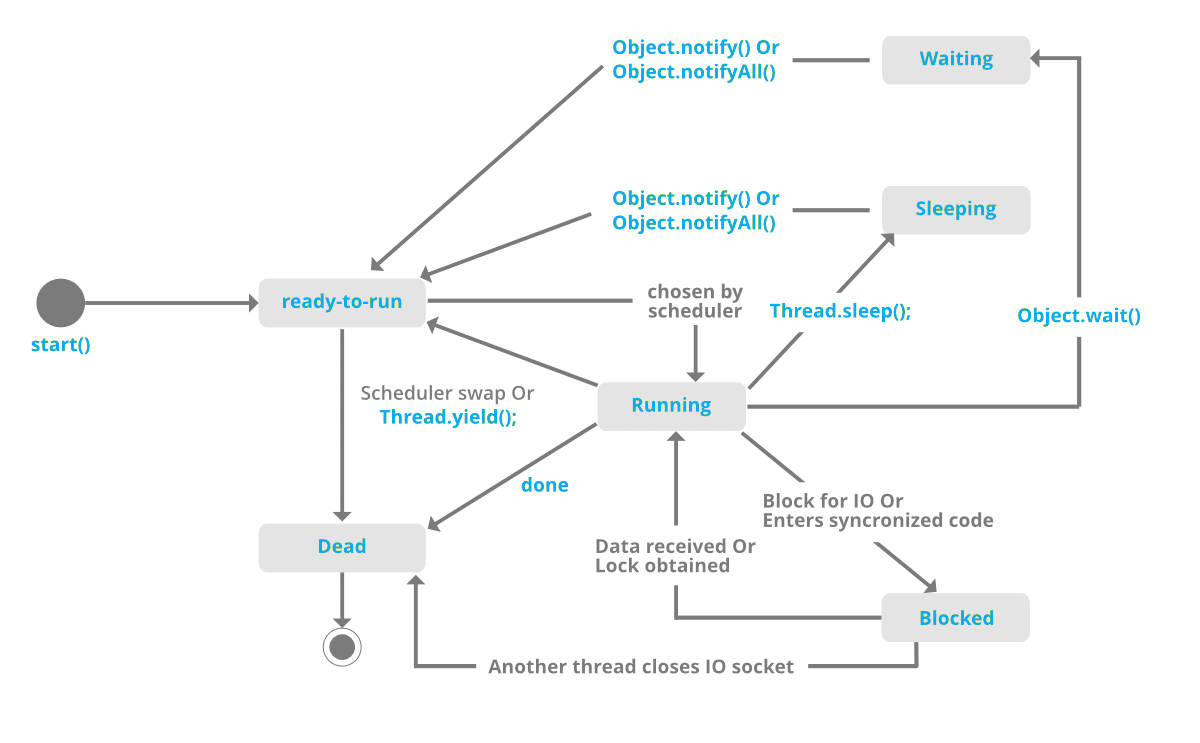 Object.notify() Or
Object.notifyAll()
Waiting
Object.notify() Or
Object.notifyAll()
Sleeping
start()
ready-to-run
chosen by
scheduler
Thread.sleep();
Object.wait()
Scheduler swap Or
Thread.yield();
Running
done
Block for IO Or
Enters syncronized code
Dead
Data received Or
Lock obtained
Blocked
Another thread closes IO socket